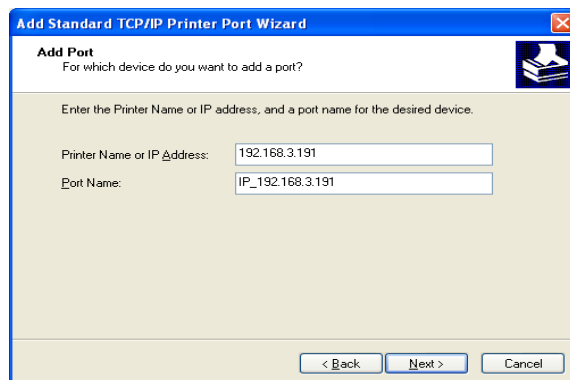 Add Standard TCP/IP Printer Port Wizard
Add Port
For which device do you want to add a port?
Enter the Printer Name or IP address, and a port name for the desired device.
Printer Name or IP Address: 192.168.3.191
Port Name: IP_192.168.3.191
< Back Next > Cancel